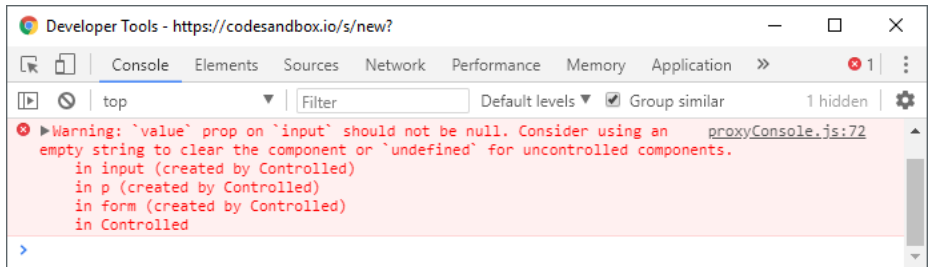 Developer Tools - https://codesandbox.io/s/new?
Console Elements Sources Network Performance Memory Application » 1
top Filter Default levels Group similar 1 hidden
Warning: `value` prop on `input` should not be null. Consider using an proxyConsole.js:72
empty string to clear the component or `undefined` for uncontrolled components.
in input (created by Controlled)
in p (created by Controlled)
in form (created by Controlled)
in Controlled